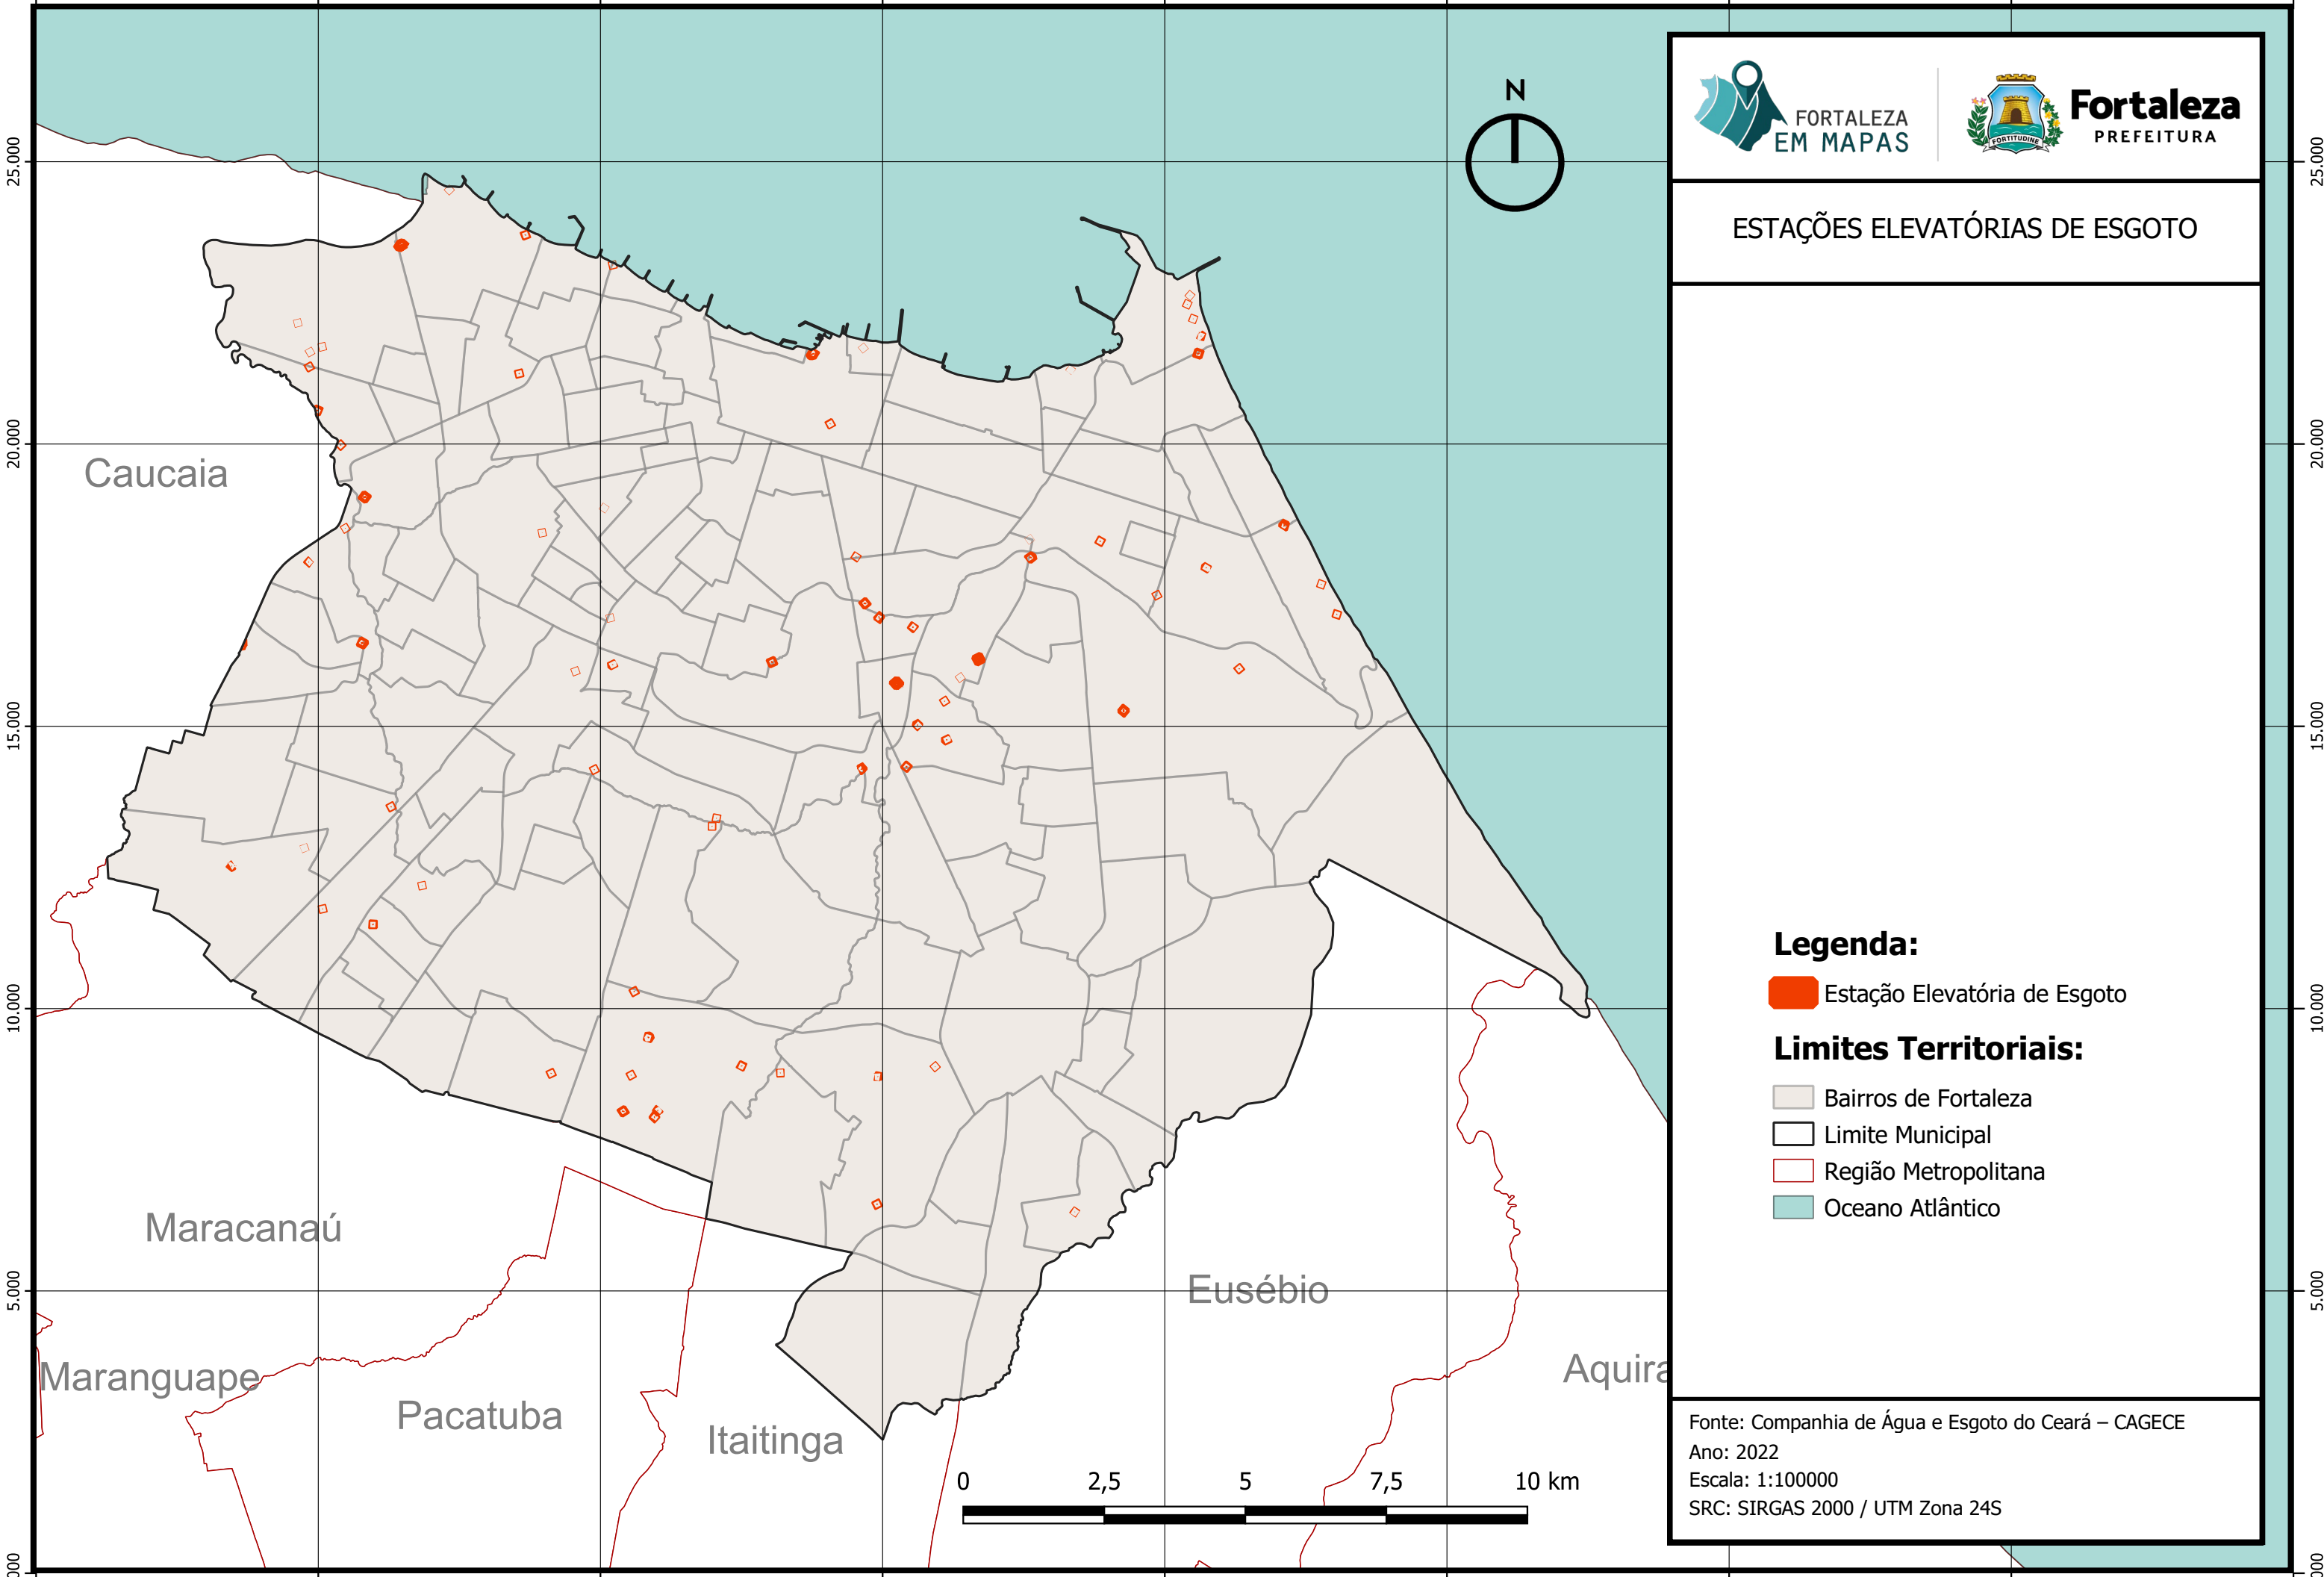 N
FORTALEZA
EM MAPAS
FORTITUDINE
Fortaleza
PREFEITURA
ESTAÇÕES ELEVATÓRIAS DE ESGOTO
25.000
25.000
20.000
20.000
15.000
15.000
10.000
10.000
5.000
5.000
Caucaia
Maracanaú
Maranguape
Pacatuba
Itaitinga
Eusébio
Aquira
0 2,5 5 7,5 10 km
Legenda:
Estação Elevatória de Esgoto
Limites Territoriais:
Bairros de Fortaleza
Limite Municipal
Região Metropolitana
Oceano Atlântico
Fonte: Companhia de Água e Esgoto do Ceará – CAGECE
Ano: 2022
Escala: 1:100000
SRC: SIRGAS 2000 / UTM Zona 24S